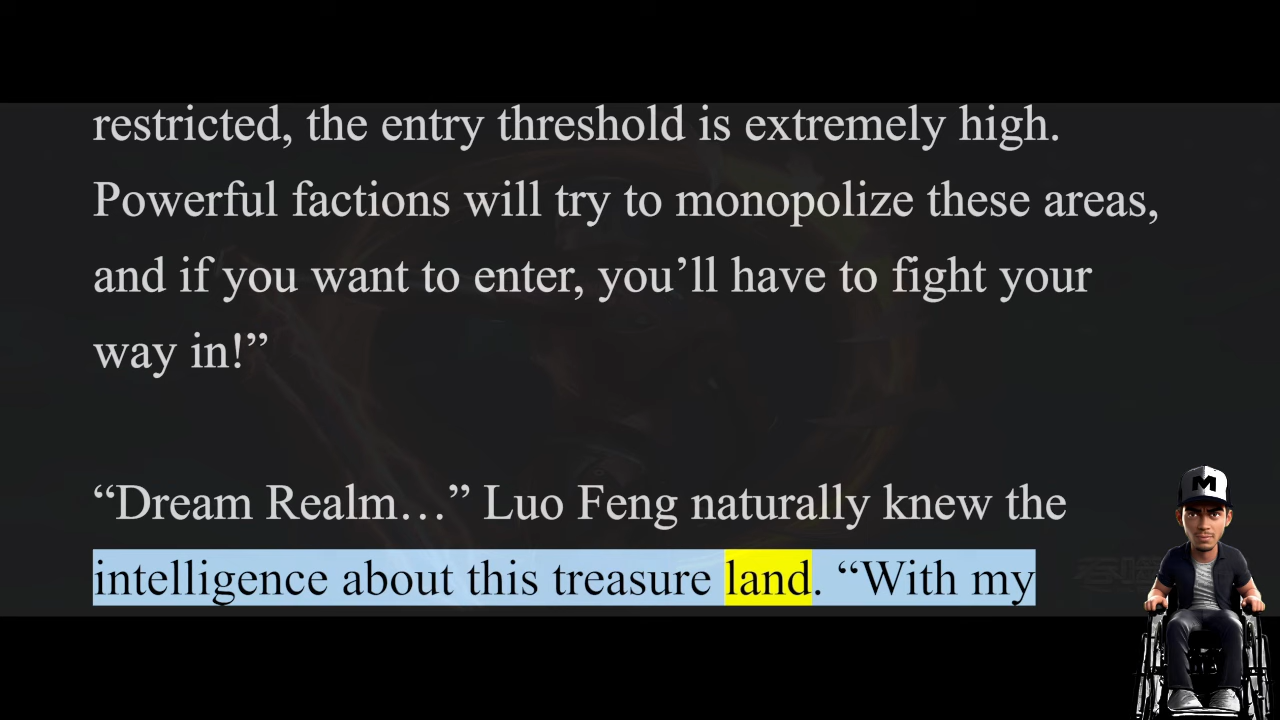 restricted, the entry threshold is extremely high.
Powerful factions will try to monopolize these areas,
and if you want to enter, you’ll have to fight your
way in!”
“Dream Realm…” Luo Feng naturally knew the
intelligence about this treasure land. “With my
M